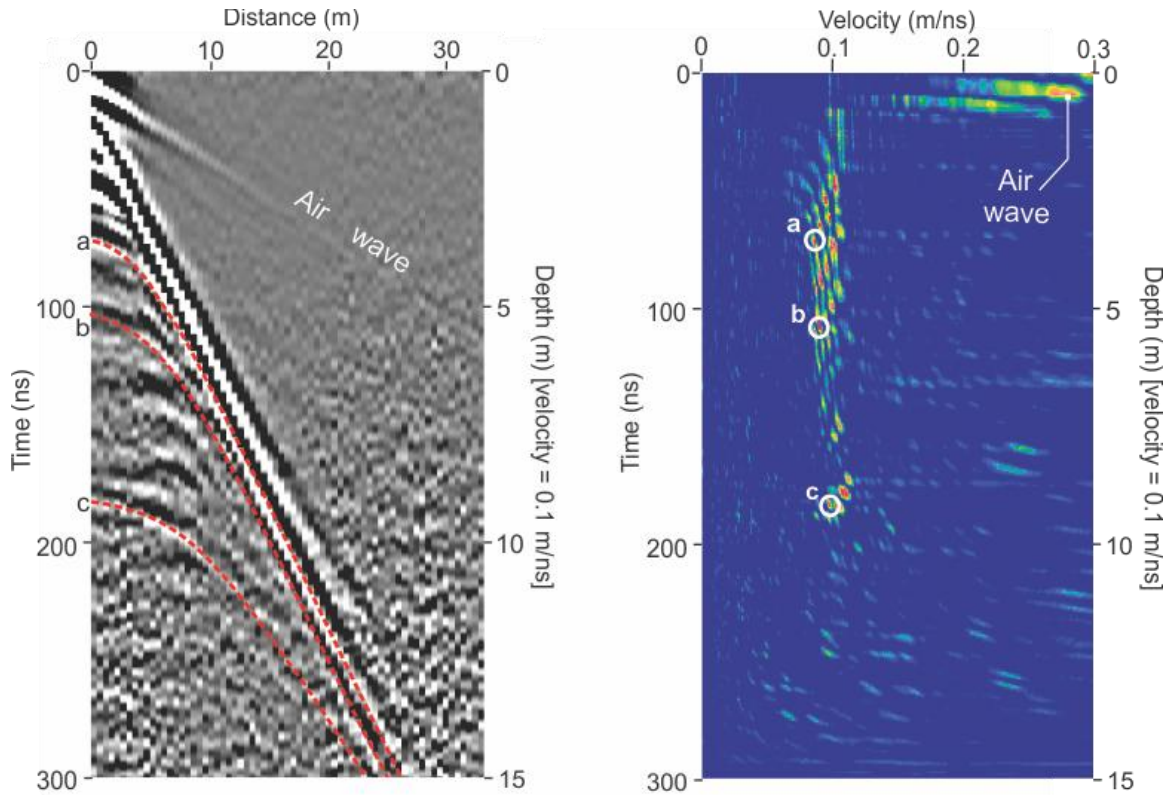 Distance (m)
0 10 20 30
0
100
200
300
Time (ns)
a
b
c
Air
wave
0
5
10
15
Depth (m) [velocity = 0.1 m/ns]
Velocity (m/ns)
0 0.1 0.2 0.3
0
100
200
300
Time (ns)
a
b
c
Air
wave
0
5
10
15
Depth (m) [velocity = 0.1 m/ns]